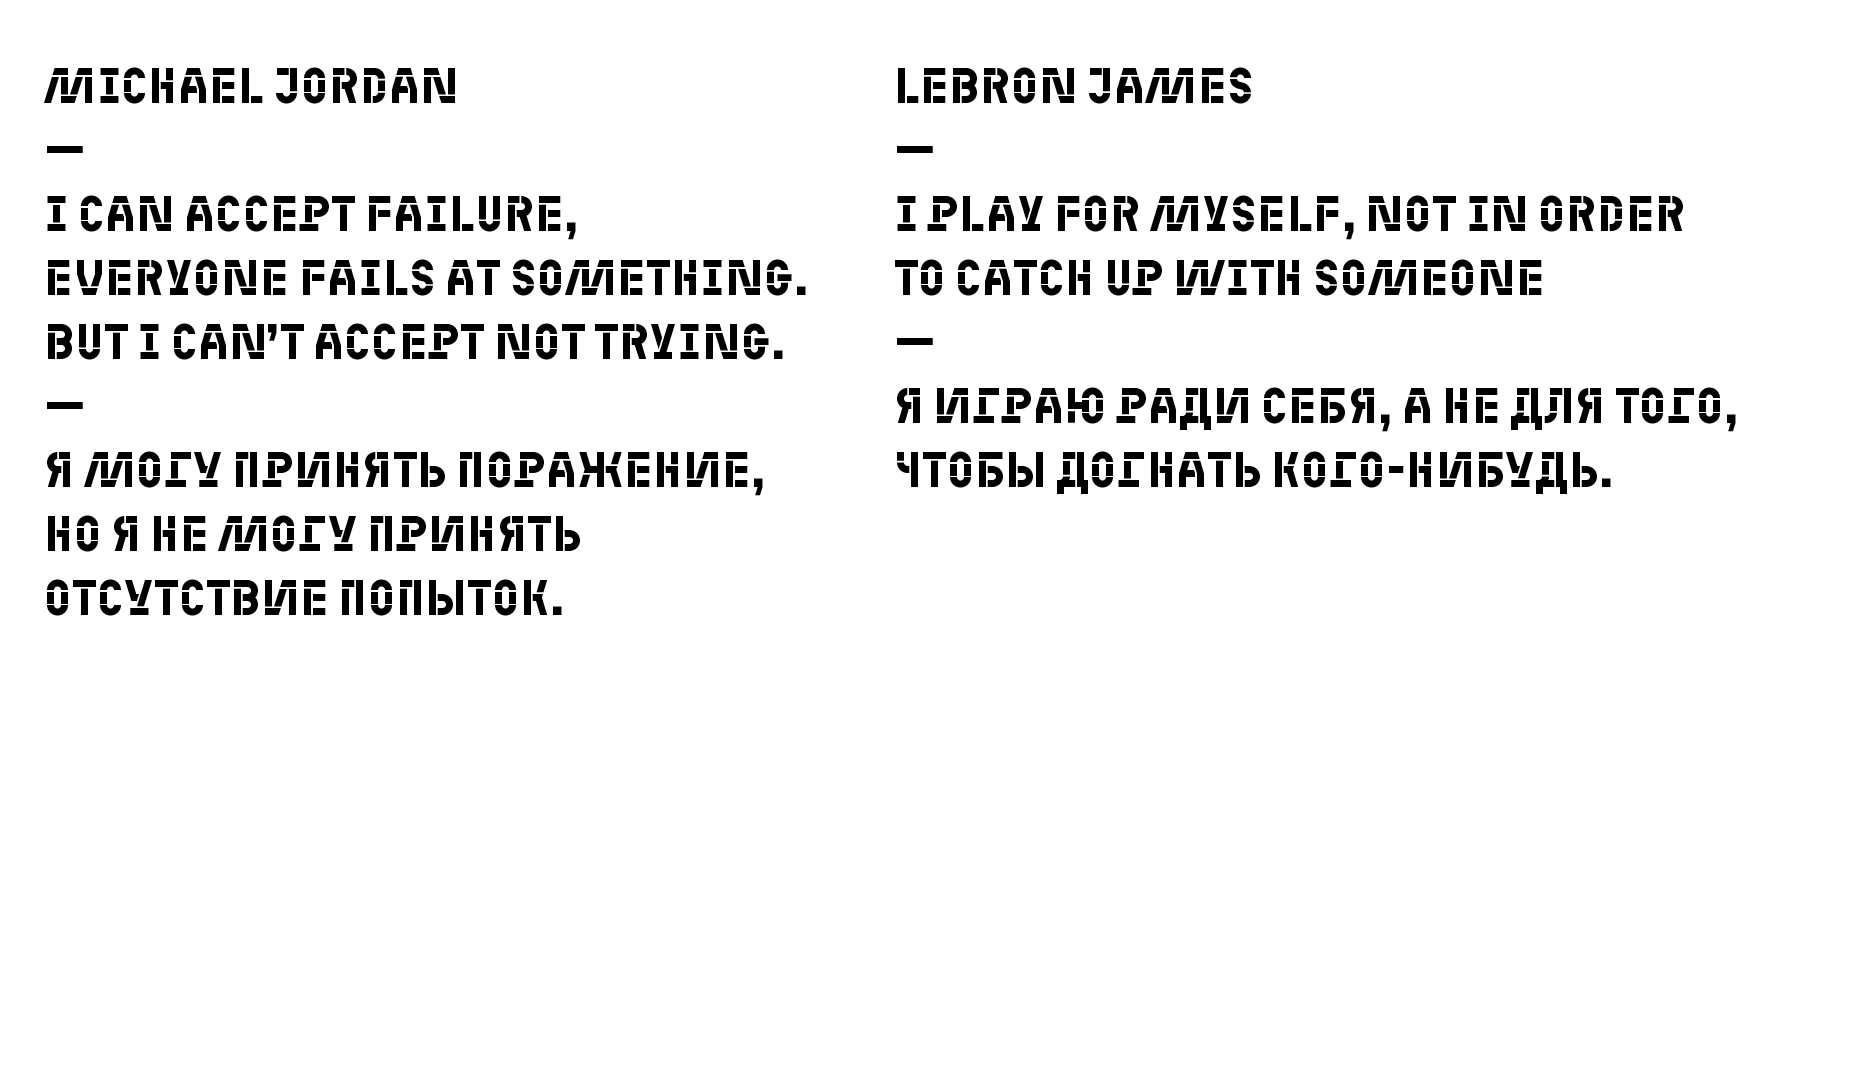 MICHAEL JORDAN
—
I CAN ACCEPT FAILURE,
EVERYONE FAILS AT SOMETHING.
BUT I CAN’T ACCEPT NOT TRYING.
—
Я МОГУ ПРИНЯТЬ ПОРАЖЕНИЕ,
НО Я НЕ МОГУ ПРИНЯТЬ
ОТСУТСТВИЕ ПОПЫТОК.
LEBRON JAMES
—
I PLAY FOR MYSELF, NOT IN ORDER
TO CATCH UP WITH SOMEONE
—
Я ИГРАЮ РАДИ СЕБЯ, А НЕ ДЛЯ ТОГО,
ЧТОБЫ ДОГНАТЬ КОГО-НИБУДЬ.